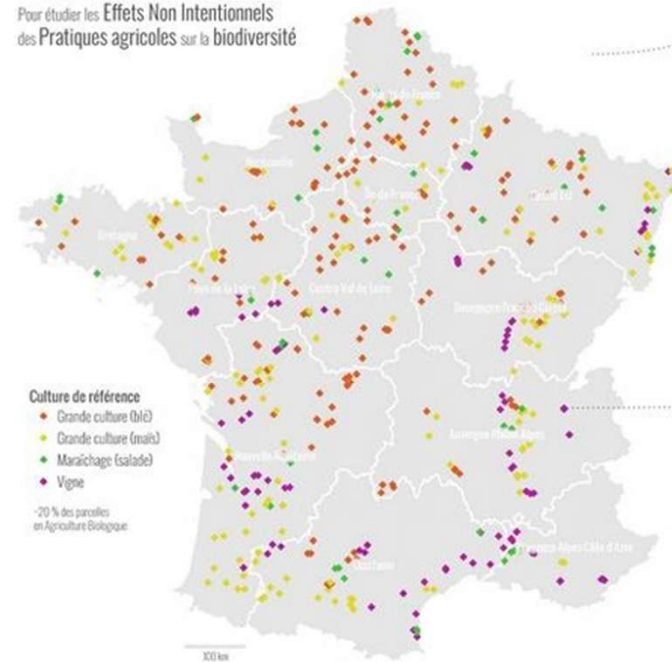 Pour étudier les Effets Non Intentionnels
des Pratiques agricoles sur la biodiversité
Hauts-de-France
Normandie
Île-de-France
Grand Est
Bretagne
Pays de la Loire
Centre-Val de Loire
Bourgogne-Franche-Comté
Culture de référence
Grande culture (blé)
Grande culture (maïs)
Maraîchage (salade)
Vigne
~20 % des parcelles
en Agriculture Biologique
Nouvelle-Aquitaine
Auvergne-Rhône-Alpes
Occitanie
Provence-Alpes-Côte d'Azur
100 km